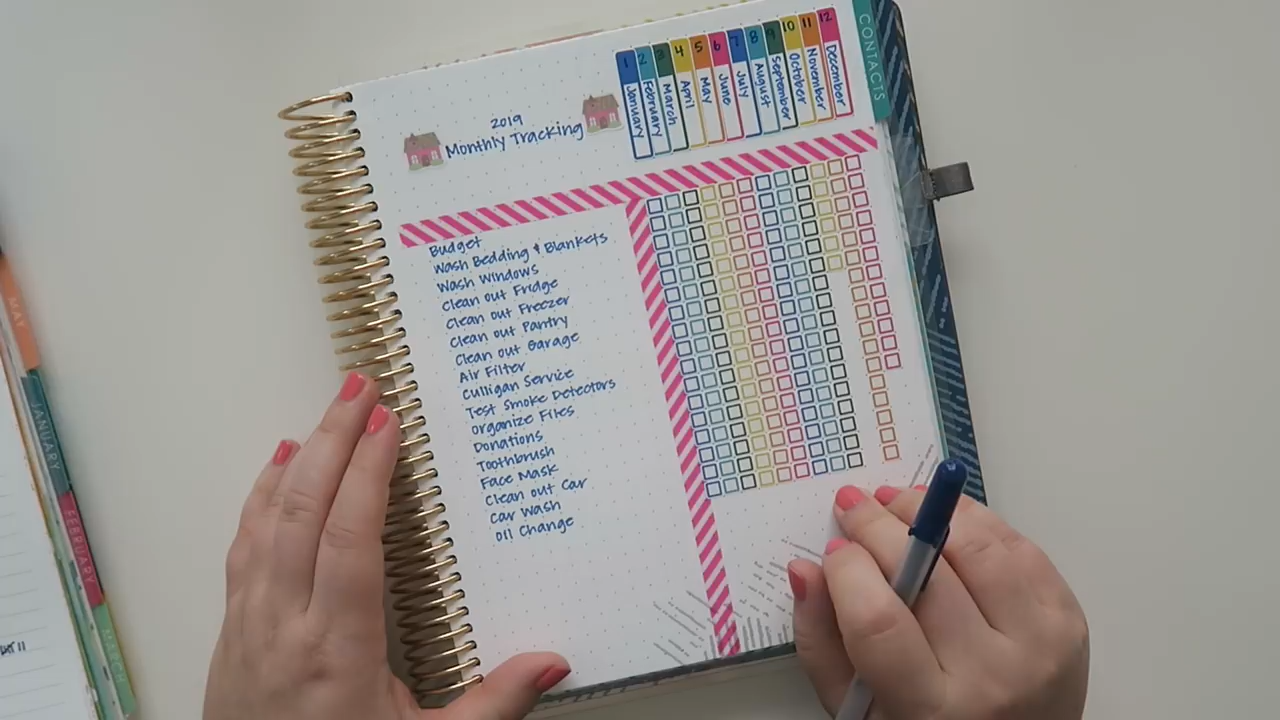 1 2 3 4 5 6 7 8 9 10 11 12
January February March April May June July August September October November December
CONTACTS
2019
Monthly Tracking
Budget
Wash Bedding & Blankets
Wash Windows
Clean out Fridge
Clean out Freezer
Clean out Pantry
Clean out Garage
Air Filter
Culligan Service
Test Smoke Detectors
Organize Files
Donations
Toothbrush
Face Mask
Clean out Car
Car Wash
Oil Change
MAY
JANUARY
FEBRUARY
MARCH